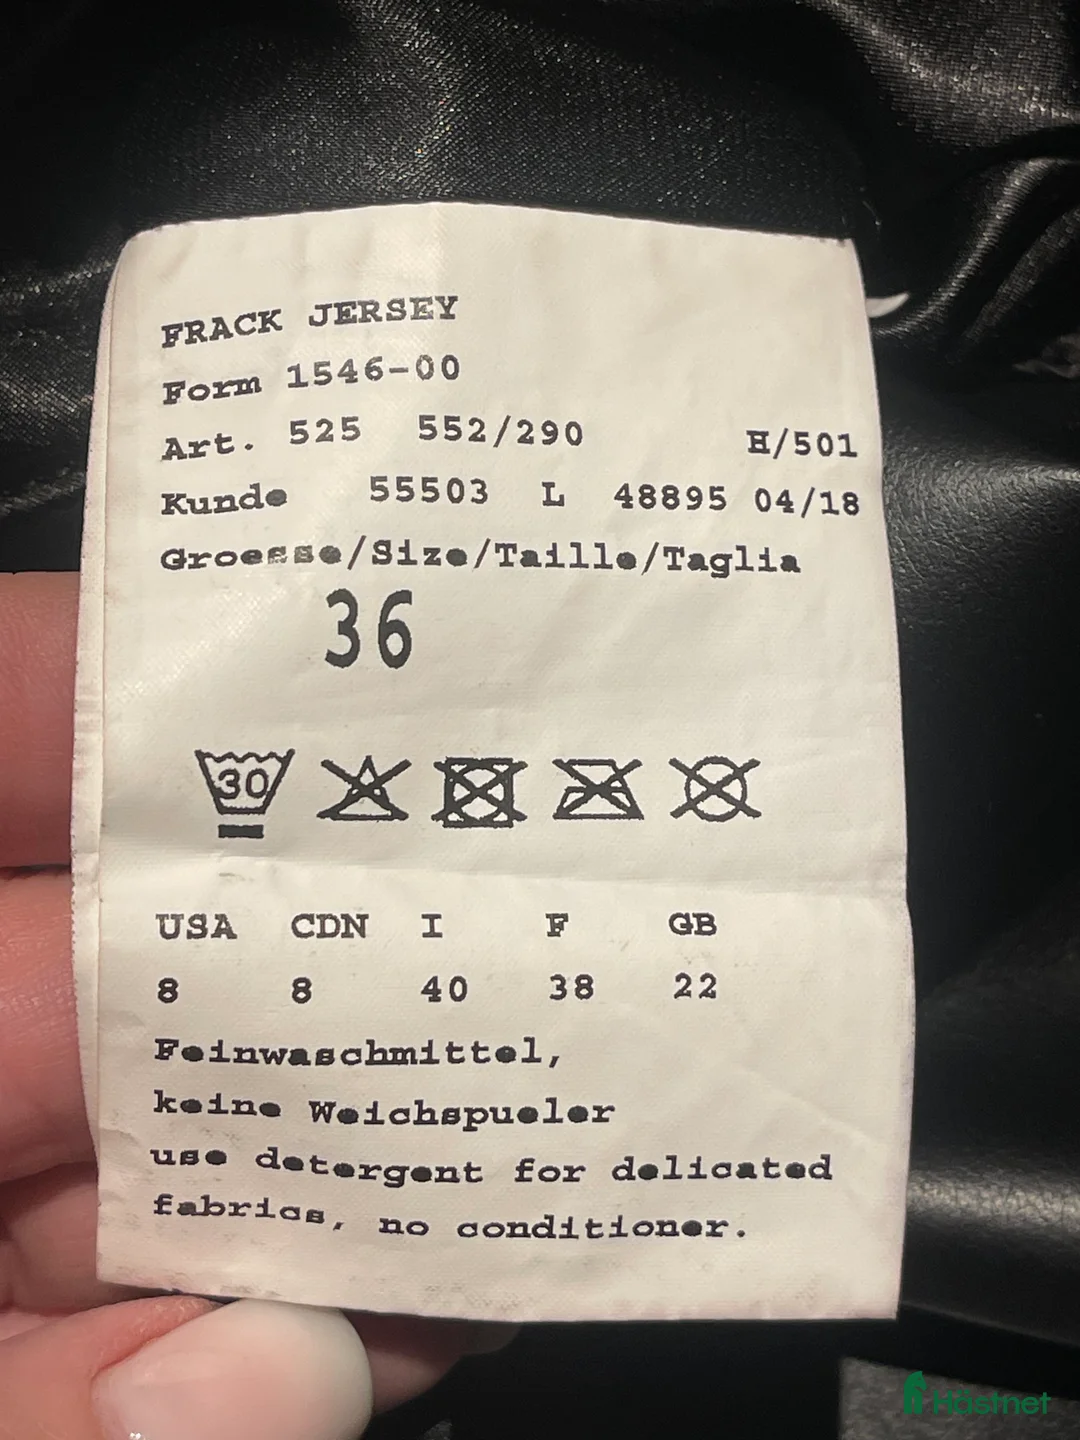 FRACK JERSEY
Form 1546-00
Art. 525 552/290 H/501
Kunde 55503 L 48895 04/18
Groesse/Size/Taille/Taglia
36
30
USA CDN I F GB
8 8 40 38 22
Feinwaschmittel,
keine Weichspueler
use detergent for delicated
fabrics, no conditioner.
Hästnet